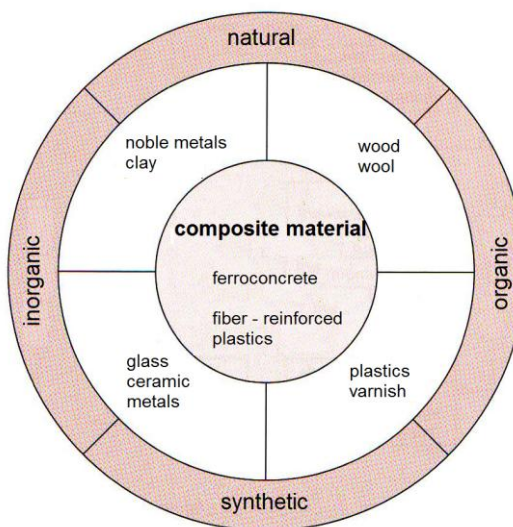 natural
noble metals
clay
wood
wool
composite material
ferroconcrete
fiber - reinforced
plastics
inorganic
organic
glass
ceramic
metals
plastics
varnish
synthetic